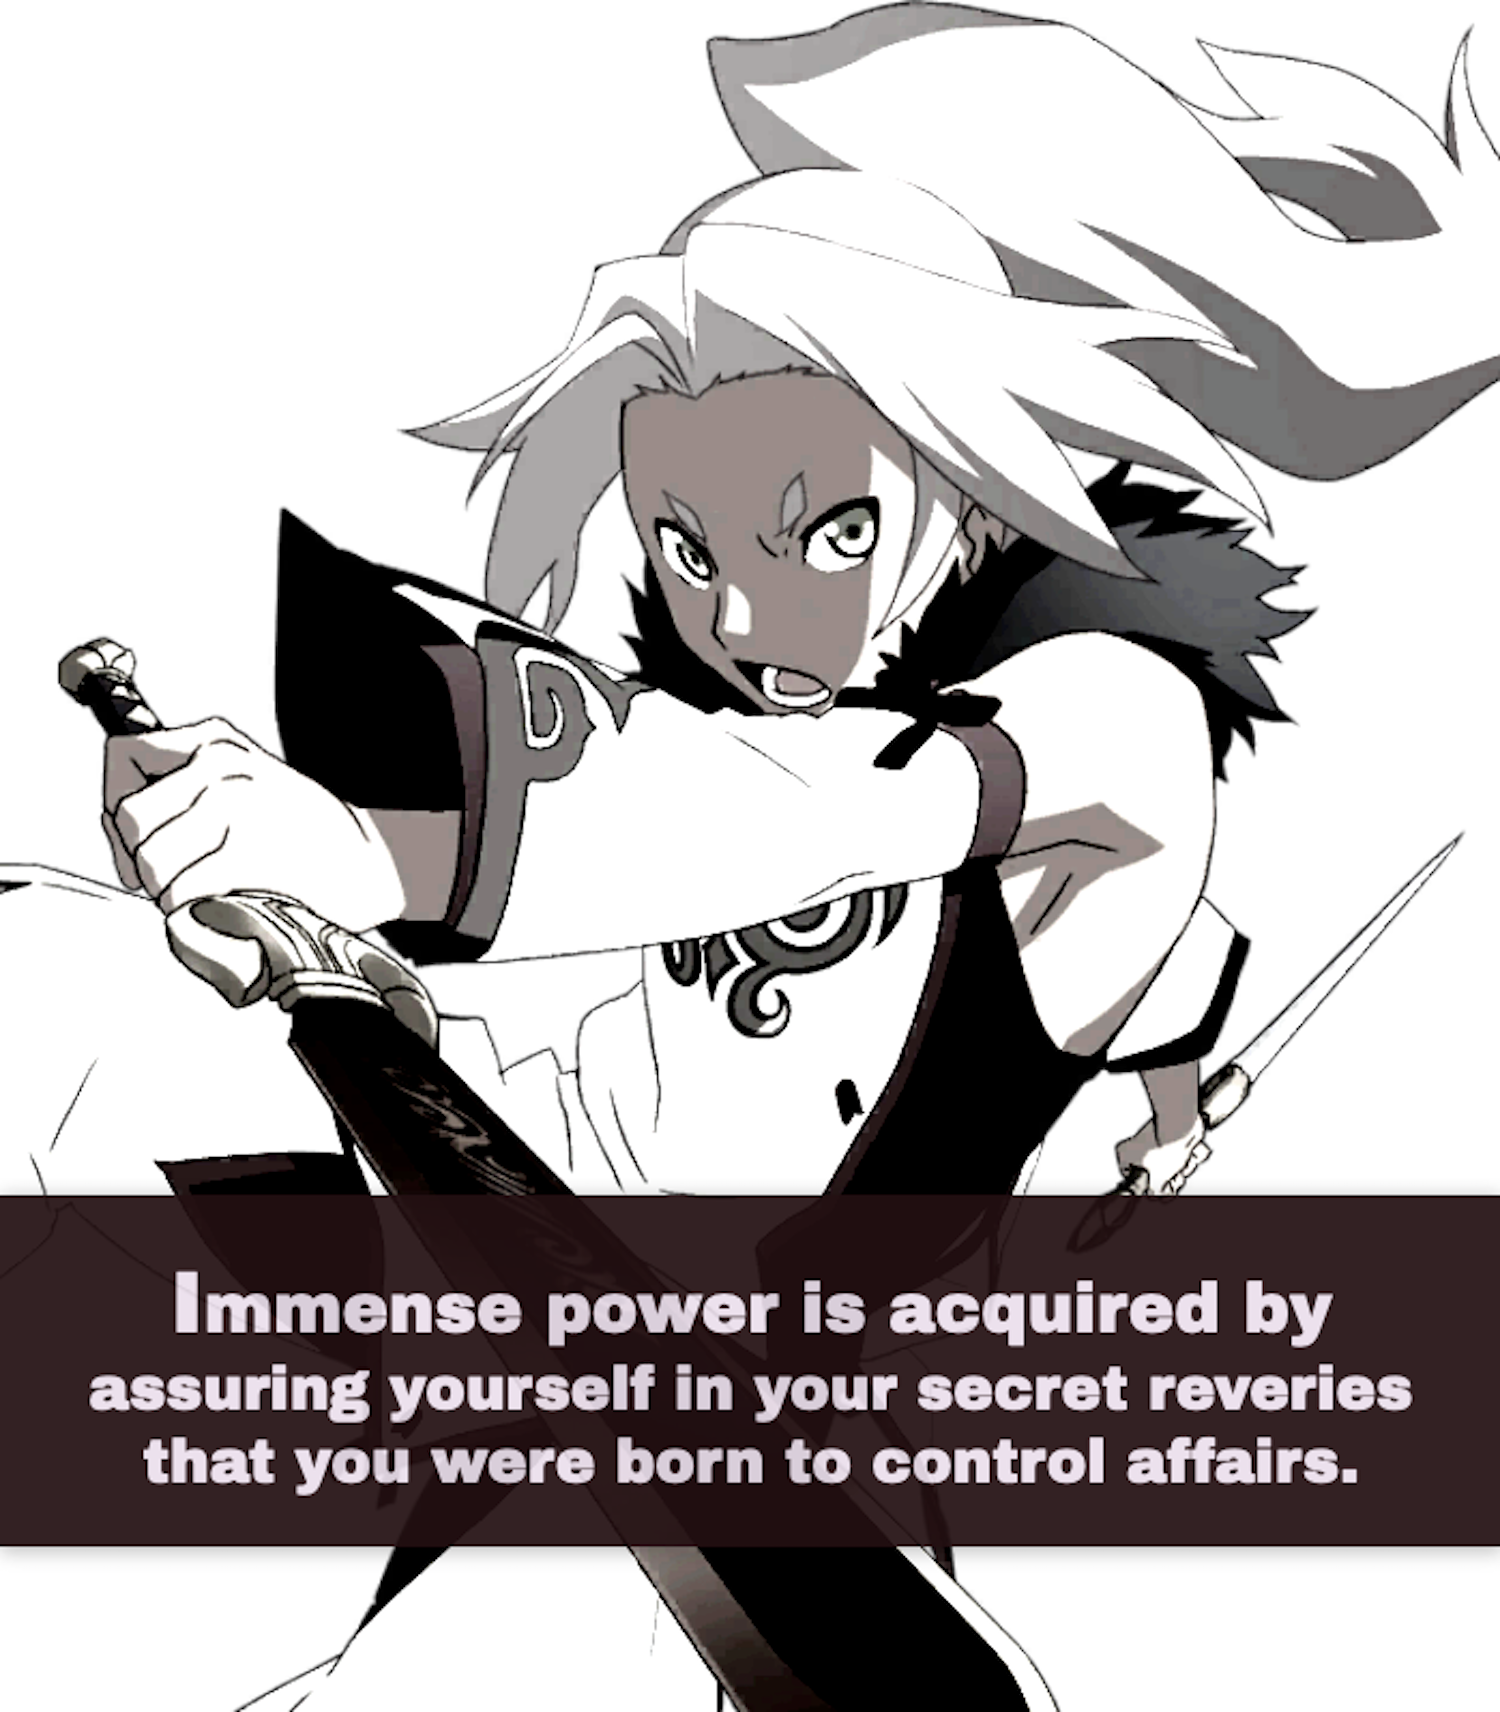 Immense power is acquired by
assuring yourself in your secret reveries
that you were born to control affairs.